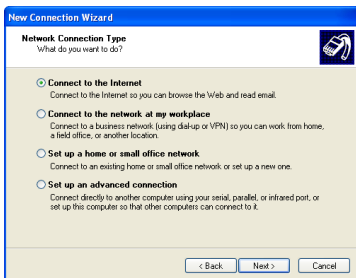 New Connection Wizard
Network Connection Type
What do you want to do?
Connect to the Internet
Connect to the Internet so you can browse the Web and read email.
Connect to the network at my workplace
Connect to a business network (using dial-up or VPN) so you can work from home,
a field office, or another location.
Set up a home or small office network
Connect to an existing home or small office network or set up a new one.
Set up an advanced connection
Connect directly to another computer using your serial, parallel, or infrared port, or
set up this computer so that other computers can connect to it.
< Back
Next >
Cancel